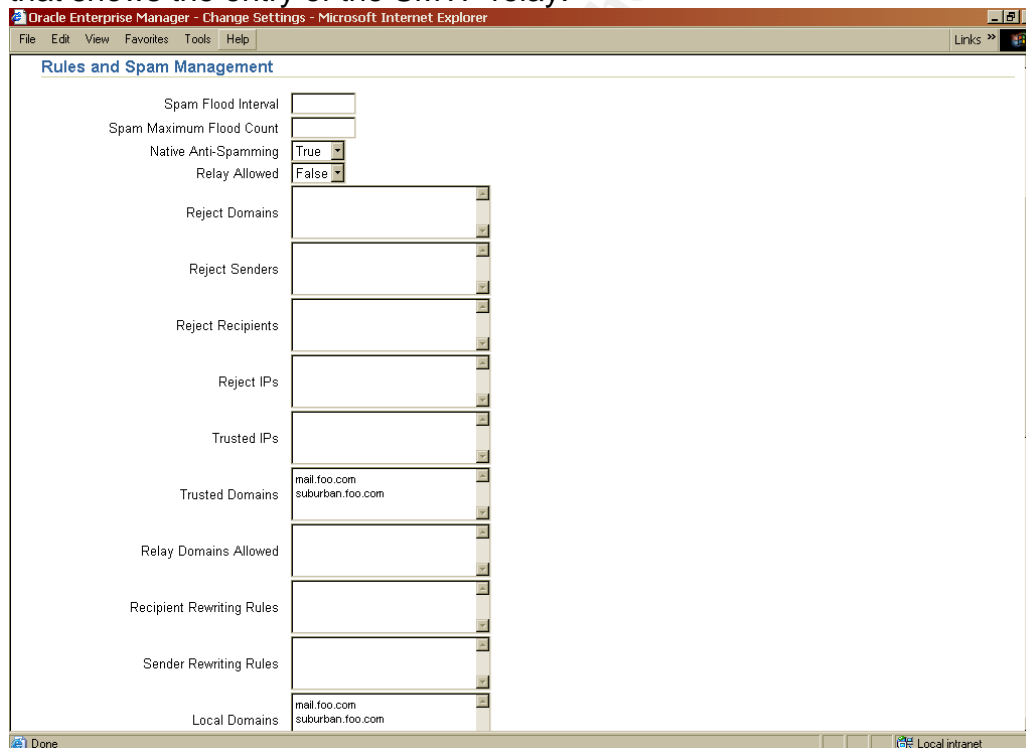 that shows the entry of the SMTP relay.
Oracle Enterprise Manager - Change Settings - Microsoft Internet Explorer
File Edit View Favorites Tools Help Links »
Rules and Spam Management
Spam Flood Interval
Spam Maximum Flood Count
Native Anti-Spamming True
Relay Allowed False
Reject Domains
Reject Senders
Reject Recipients
Reject IPs
Trusted IPs
Trusted Domains
mail.foo.com
suburban.foo.com
Relay Domains Allowed
Recipient Rewriting Rules
Sender Rewriting Rules
Local Domains
mail.foo.com
suburban.foo.com
Done Local intranet